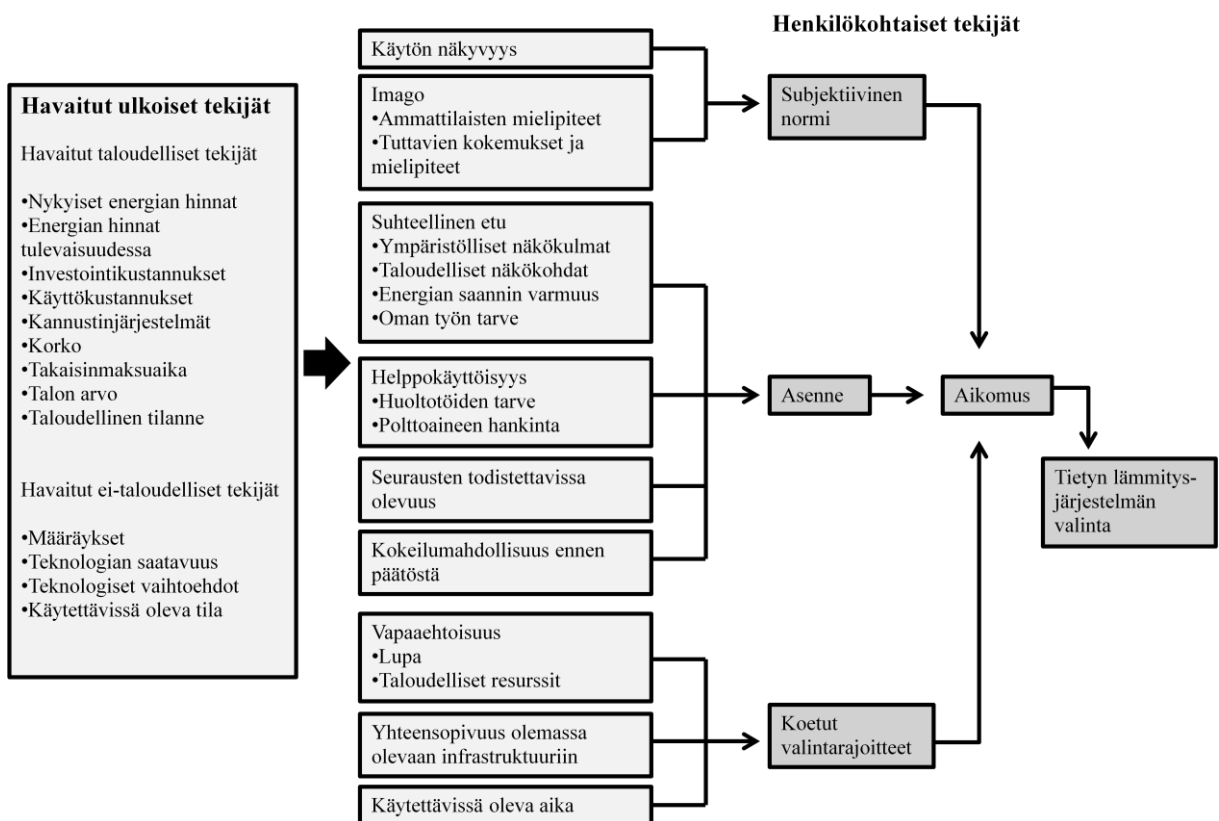 Henkilökohtaiset tekijät
Havaitut ulkoiset tekijät
Havaitut taloudelliset tekijät
•Nykyiset energian hinnat
•Energian hinnat
tulevaisuudessa
•Investointikustannukset
•Käyttökustannukset
•Kannustinjärjestelmät
•Korko
•Takaisinmaksuaika
•Talon arvo
•Taloudellinen tilanne
Havaitut ei-taloudelliset tekijät
•Määräykset
•Teknologian saatavuus
•Teknologiset vaihtoehdot
•Käytettävissä oleva tila
Käytön näkyvyys
Imago
•Ammattilaisten mielipiteet
•Tuttavien kokemukset ja
mielipiteet
Suhteellinen etu
•Ympäristölliset näkökulmat
•Taloudelliset näkökohdat
•Energian saannin varmuus
•Oman työn tarve
Helppokäyttöisyys
•Huoltotöiden tarve
•Polttoaineen hankinta
Seurausten todistettavissa
olevuus
Kokeilumahdollisuus ennen
päätöstä
Vapaaehtoisuus
•Lupa
•Taloudelliset resurssit
Yhteensopivuus olemassa
olevaan infrastruktuuriin
Käytettävissä oleva aika
Subjektiivinen
normi
Asenne
Koetut
valintarajoitteet
Aikomus
Tietyn lämmitys-
järjestelmän
valinta